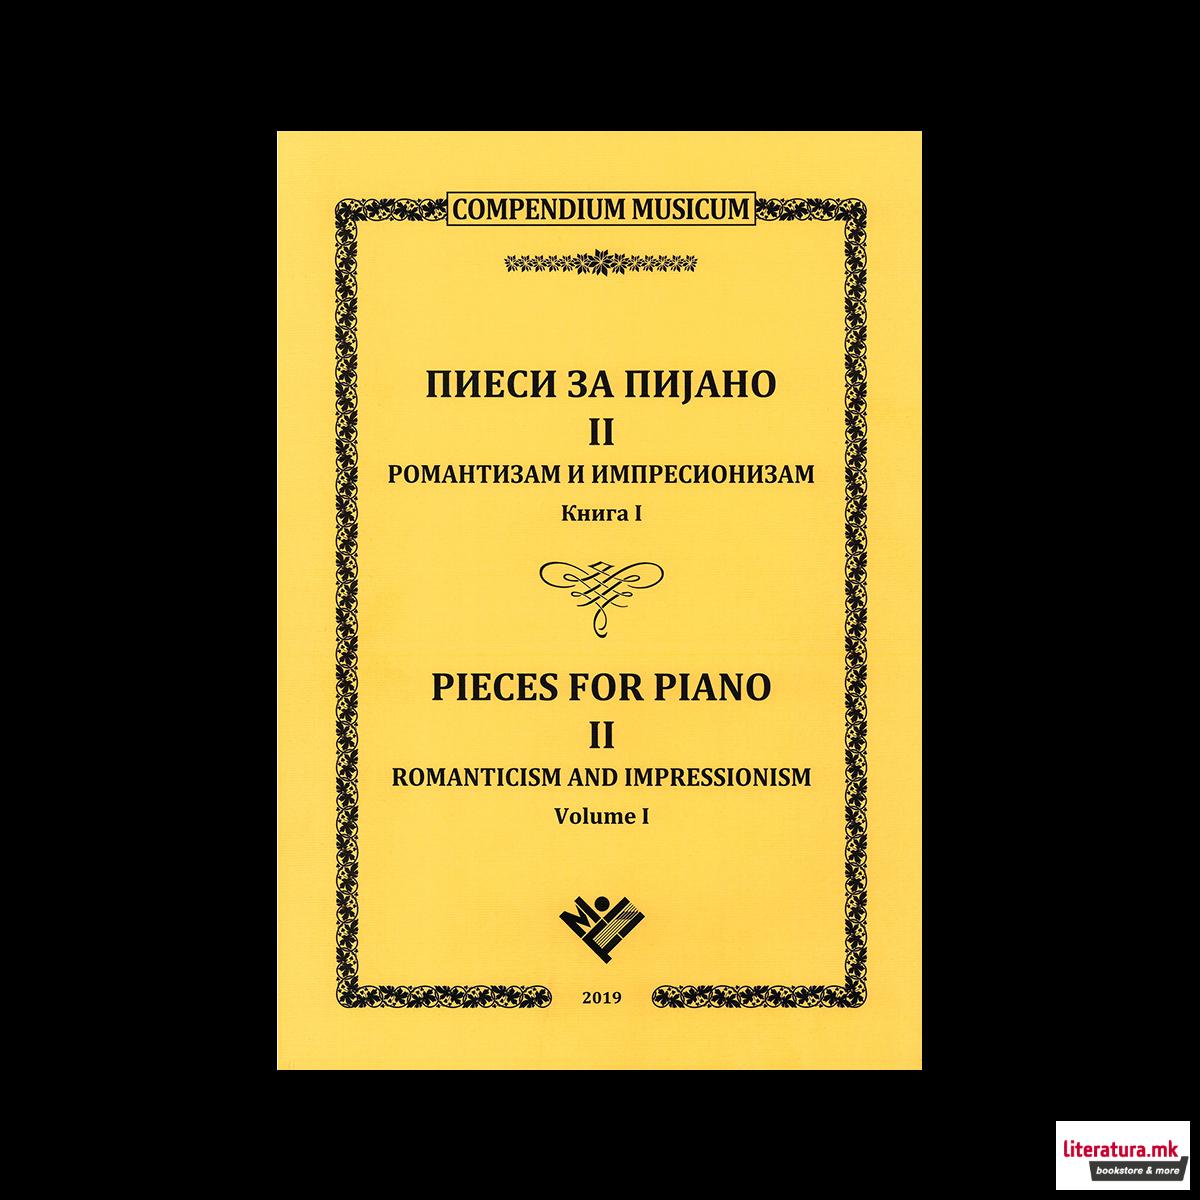 COMPENDIUM MUSICUM
ПИЕСИ ЗА ПИЈАНО
II
РОМАНТИЗАМ И ИМПРЕСИОНИЗАМ
Книга I
PIECES FOR PIANO
II
ROMANTICISM AND IMPRESSIONISM
Volume I
2019
literatura.mk
bookstore & more